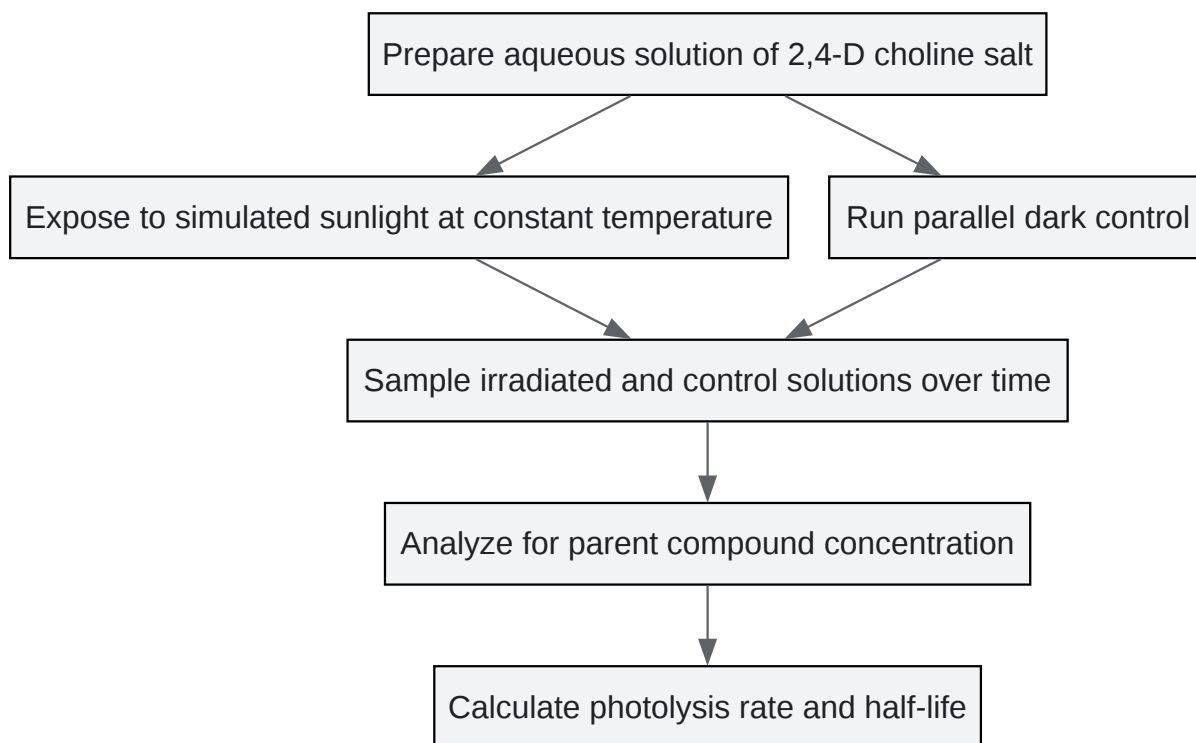 Prepare aqueous solution of 2,4-D choline salt
Expose to simulated sunlight at constant temperature
Run parallel dark control
Sample irradiated and control solutions over time
Analyze for parent compound concentration
Calculate photolysis rate and half-life